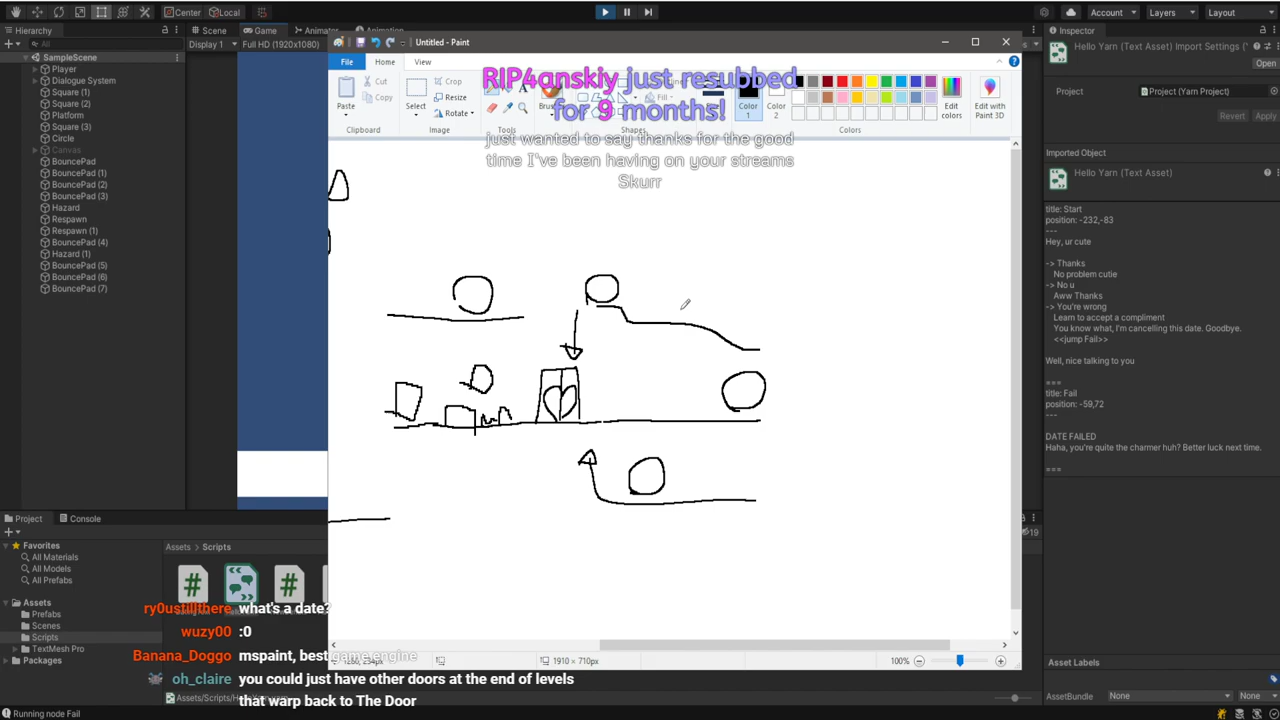 Center
Local
Account
Layers
Layout
Hierarchy
Scene
Game
Animator
Animation
Inspector
All
Display 1
Full HD (1920x1080)
SampleScene
Player
Dialogue System
Square (1)
Square (2)
Platform
Square (3)
Circle
Canvas
BouncePad
BouncePad (1)
BouncePad (2)
BouncePad (3)
Hazard
Respawn
Respawn (1)
BouncePad (4)
Hazard (1)
BouncePad (5)
BouncePad (6)
BouncePad (7)
Untitled - Paint
File
Home
View
Paste
Cut
Copy
Clipboard
Select
Crop
Resize
Rotate
Image
Tools
Fill
Shapes
Color 1
Color 2
Edit colors
Edit with Paint 3D
Colors
RIP4anskiy just resubbed
for 9 months!
just wanted to say thanks for the good
time I've been having on your streams
Skurr
100%
1910 × 710px
Hello Yarn (Text Asset) Import Settings
Open
Project
Project (Yarn Project)
Revert
Apply
Imported Object
Hello Yarn (Text Asset)
title: Start
position: -232,-83
---
Hey, ur cute
-> Thanks
No problem cutie
-> No u
Aww Thanks
-> You're wrong
Learn to accept a compliment
You know what, I'm cancelling this date. Goodbye.
<<jump Fail>>
Well, nice talking to you
===
title: Fail
position: -59,72
---
DATE FAILED
Haha, you're quite the charmer huh? Better luck next time.
===
Asset Labels
AssetBundle
None
None
Project
Console
19
Favorites
All Materials
All Models
All Prefabs
Assets
Prefabs
Scenes
Scripts
TextMesh Pro
Packages
Assets > Scripts
ry0ustillthere what's a date?
wuzy00 :0
Banana_Doggo mspaint, best game engine
oh_claire you could just have other doors at the end of levels
that warp back to The Door
Running node Fail